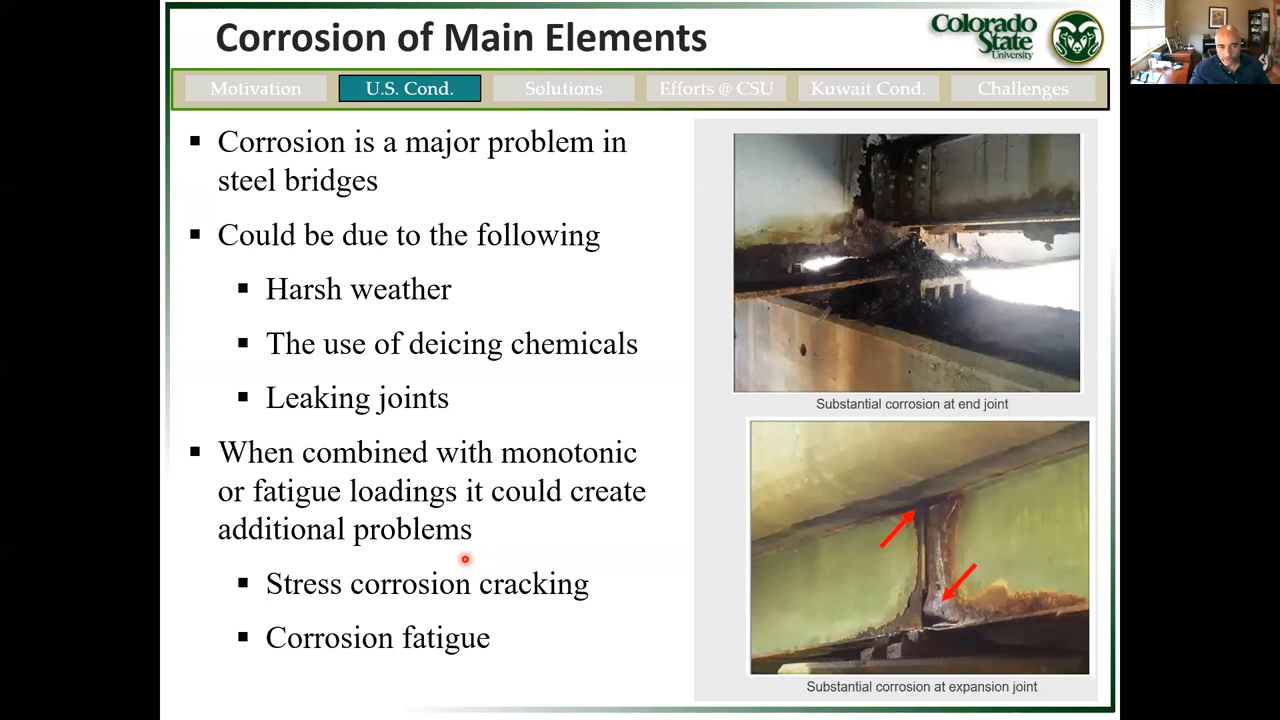 Corrosion of Main Elements
Colorado
State
University
Motivation
U.S. Cond.
Solutions
Efforts @ CSU
Kuwait Cond.
Challenges
▪ Corrosion is a major problem in
steel bridges
▪ Could be due to the following
▪ Harsh weather
▪ The use of deicing chemicals
▪ Leaking joints
▪ When combined with monotonic
or fatigue loadings it could create
additional problems
▪ Stress corrosion cracking
▪ Corrosion fatigue
Substantial corrosion at end joint
Substantial corrosion at expansion joint